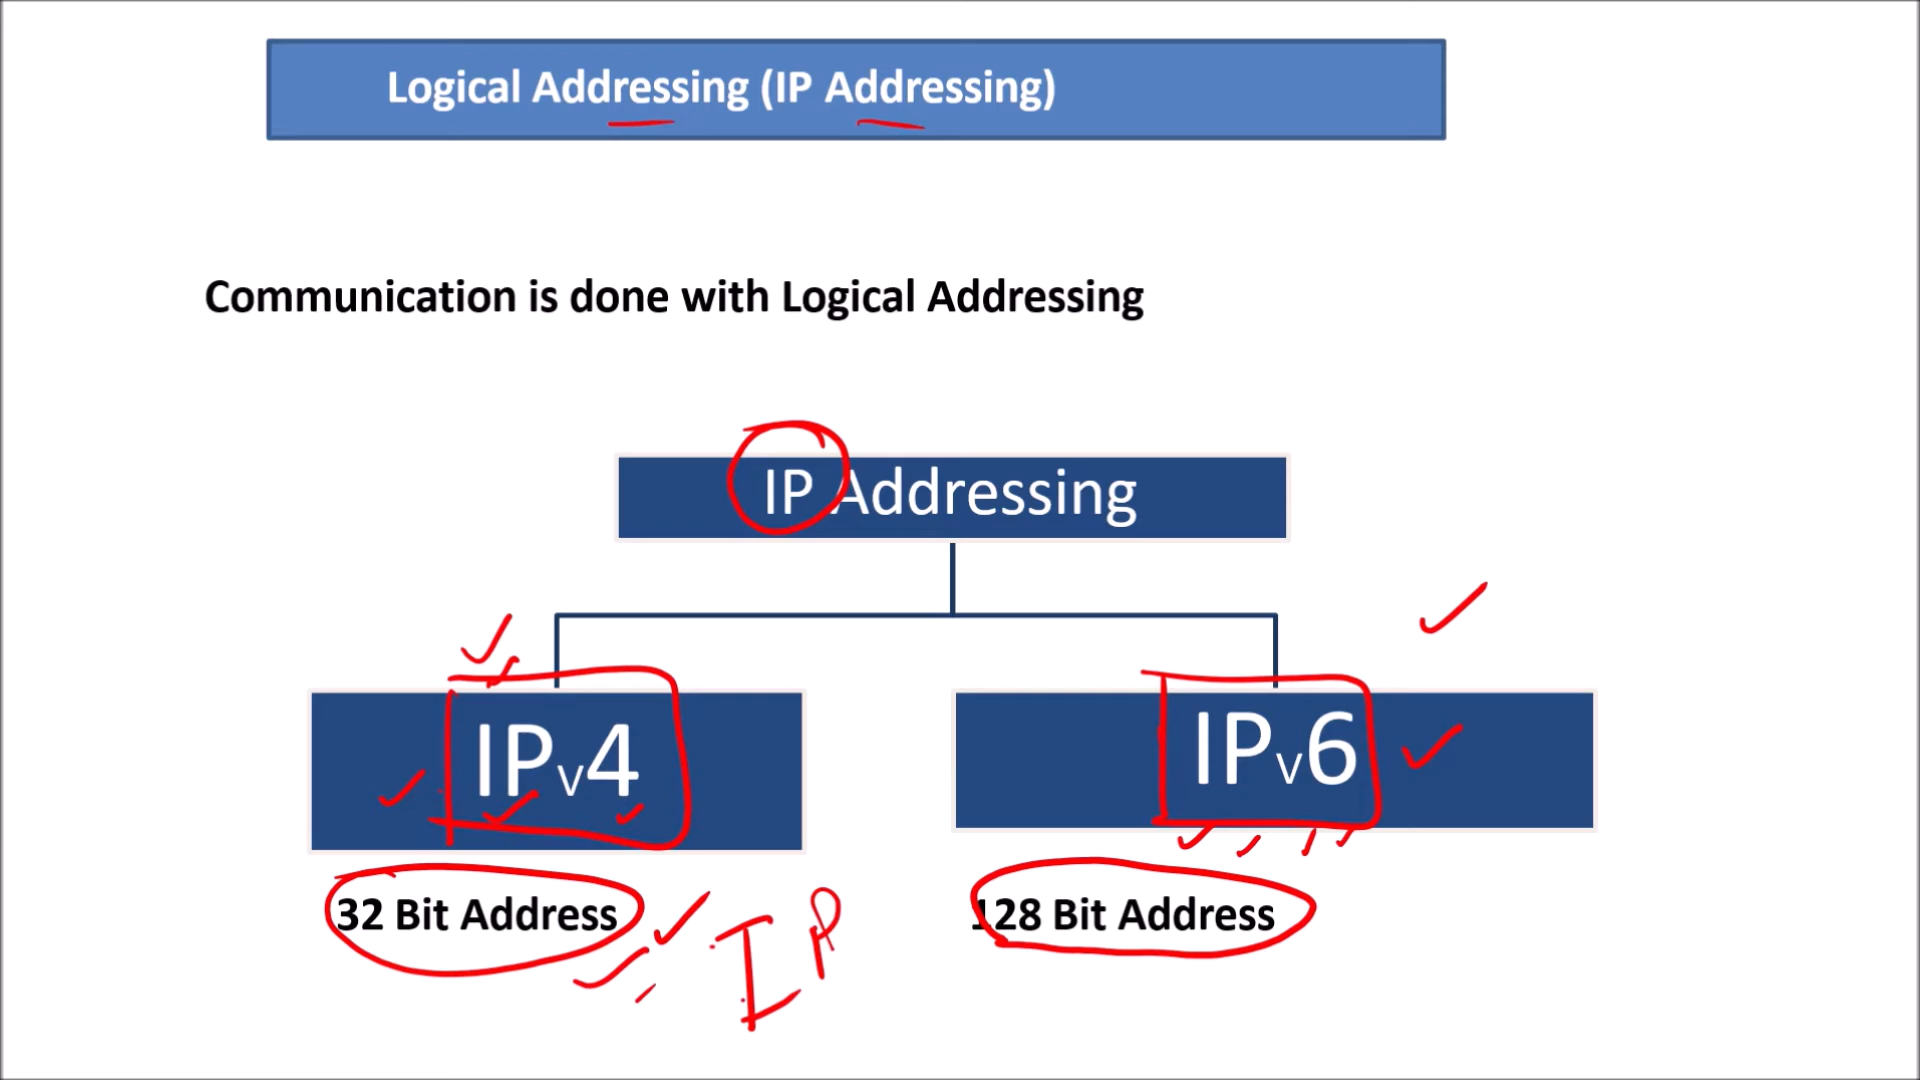 Logical Addressing (IP Addressing)
Communication is done with Logical Addressing
IP Addressing
IPv4
IPv6
32 Bit Address
128 Bit Address
IP